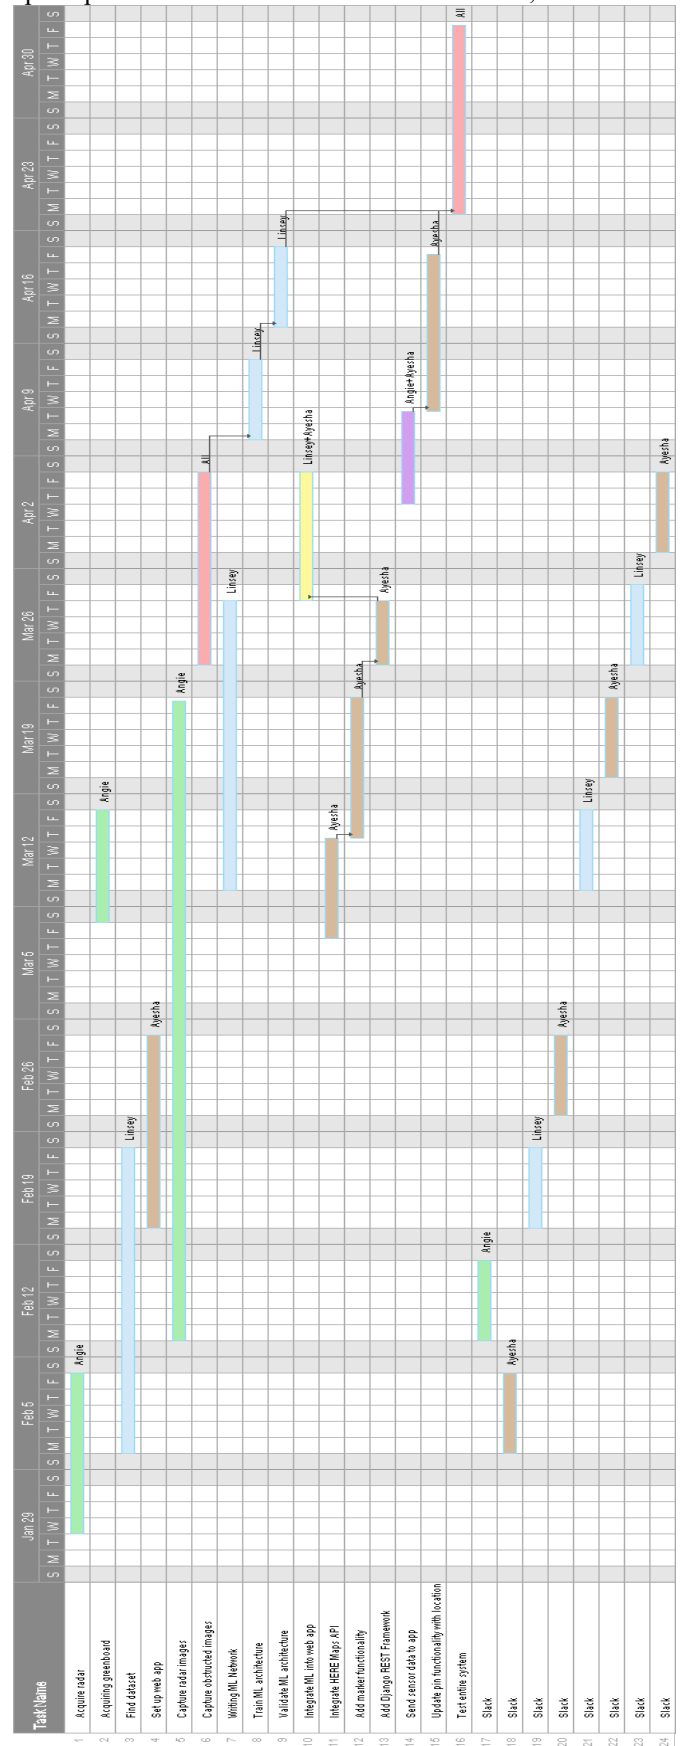 Task Name
Jan 29
Feb 5
Feb 12
Feb 19
Feb 26
Mar 5
Mar 12
Mar 19
Mar 26
Apr 2
Apr 9
Apr 16
Apr 23
Apr 30
S M T W T F S S M T W T F S S M T W T F S S M T W T F S S M T W T F S S M T W T F S S M T W T F S S M T W T F S S M T W T F S S M T W T F S S M T W T F S S M T W T F S S M T W T F S S M T W T F S
1 Acquire radar Angie
2 Acquiring greenboard Angie
3 Find dataset Linsey
4 Set up web app Ayesha
5 Capture radar images Angie
6 Capture obstructed images All
7 Writing ML Network Linsey
8 Train ML architecture Linsey
9 Validate ML architecture Linsey
10 Integrate ML into web app Linsey+Ayesha
11 Integrate HERE Maps API Ayesha
12 Add marker functionality Ayesha
13 Add Django REST Framework Ayesha
14 Send sensor data to app Angie+Ayesha
15 Update pin functionality with location Ayesha
16 Test entire system All
17 Slack Angie
18 Slack Ayesha
19 Slack Linsey
20 Slack Ayesha
21 Slack Linsey
22 Slack Ayesha
23 Slack Linsey
24 Slack Ayesha